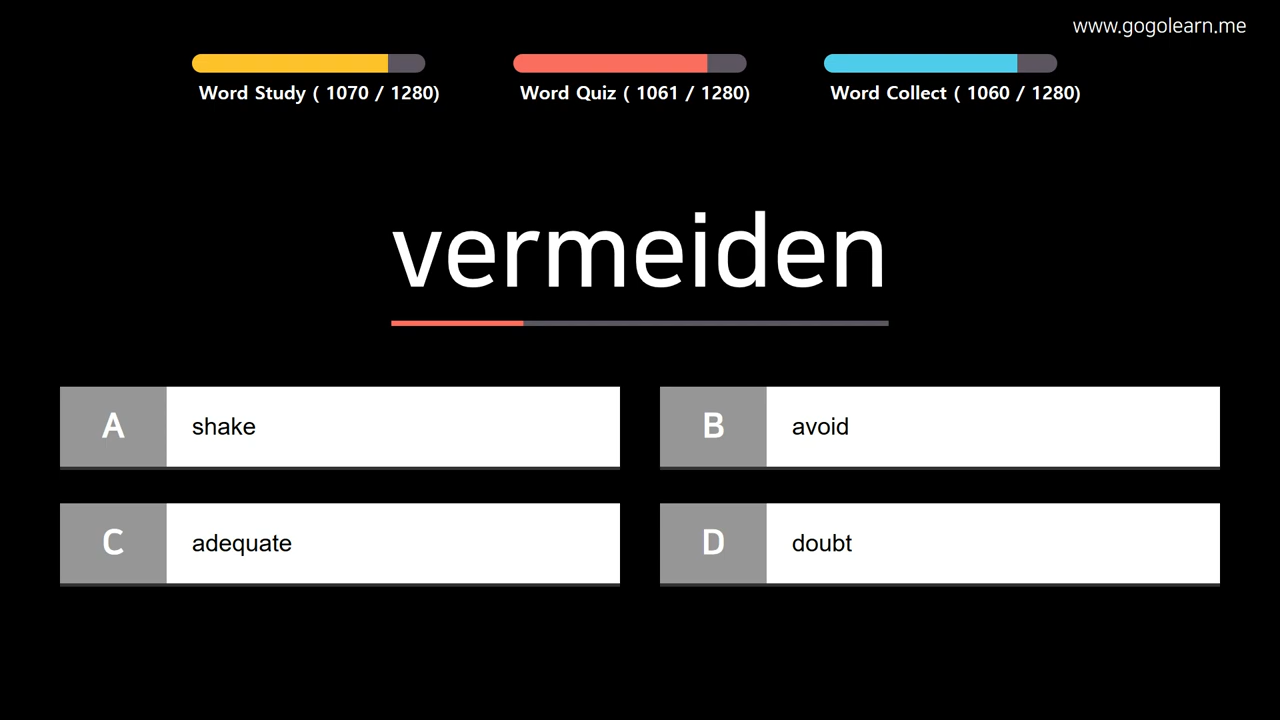 www.gogolearn.me
Word Study ( 1070 / 1280)
Word Quiz ( 1061 / 1280)
Word Collect ( 1060 / 1280)
vermeiden
A shake
B avoid
C adequate
D doubt